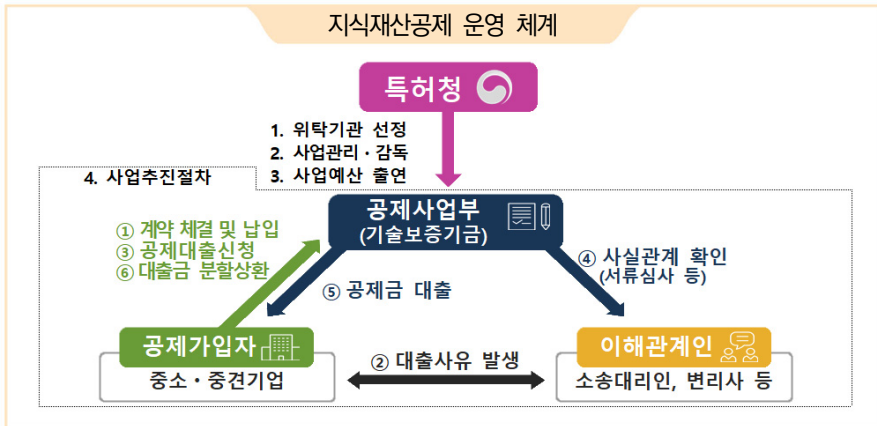 지식재산공제 운영 체계
특허청
1. 위탁기관 선정
2. 사업관리·감독
3. 사업예산 출연
4. 사업추진절차
공제사업부
(기술보증기금)
① 계약 체결 및 납입
③ 공제대출신청
⑥ 대출금 분할상환
④ 사실관계 확인
(서류심사 등)
⑤ 공제금 대출
공제가입자
중소·중견기업
② 대출사유 발생
이해관계인
소송대리인, 변리사 등